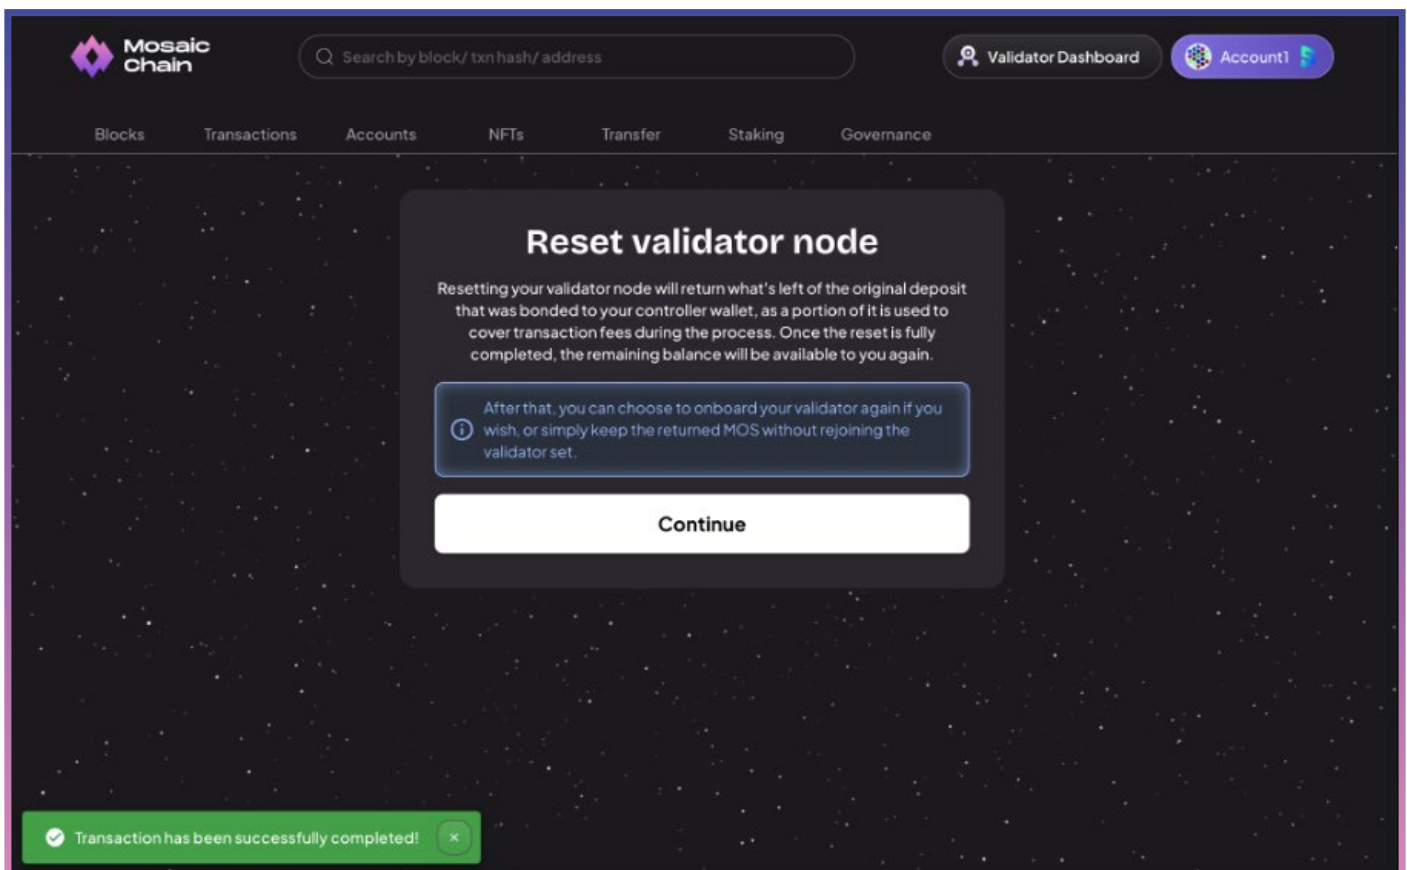 Mosaic
Chain
Search by block/ txn hash/ address
Validator Dashboard
Account1
Blocks
Transactions
Accounts
NFTs
Transfer
Staking
Governance
Reset validator node
Resetting your validator node will return what's left of the original deposit
that was bonded to your controller wallet, as a portion of it is used to
cover transaction fees during the process. Once the reset is fully
completed, the remaining balance will be available to you again.
After that, you can choose to onboard your validator again if you
wish, or simply keep the returned MOS without rejoining the
validator set.
Continue
Transaction has been successfully completed!